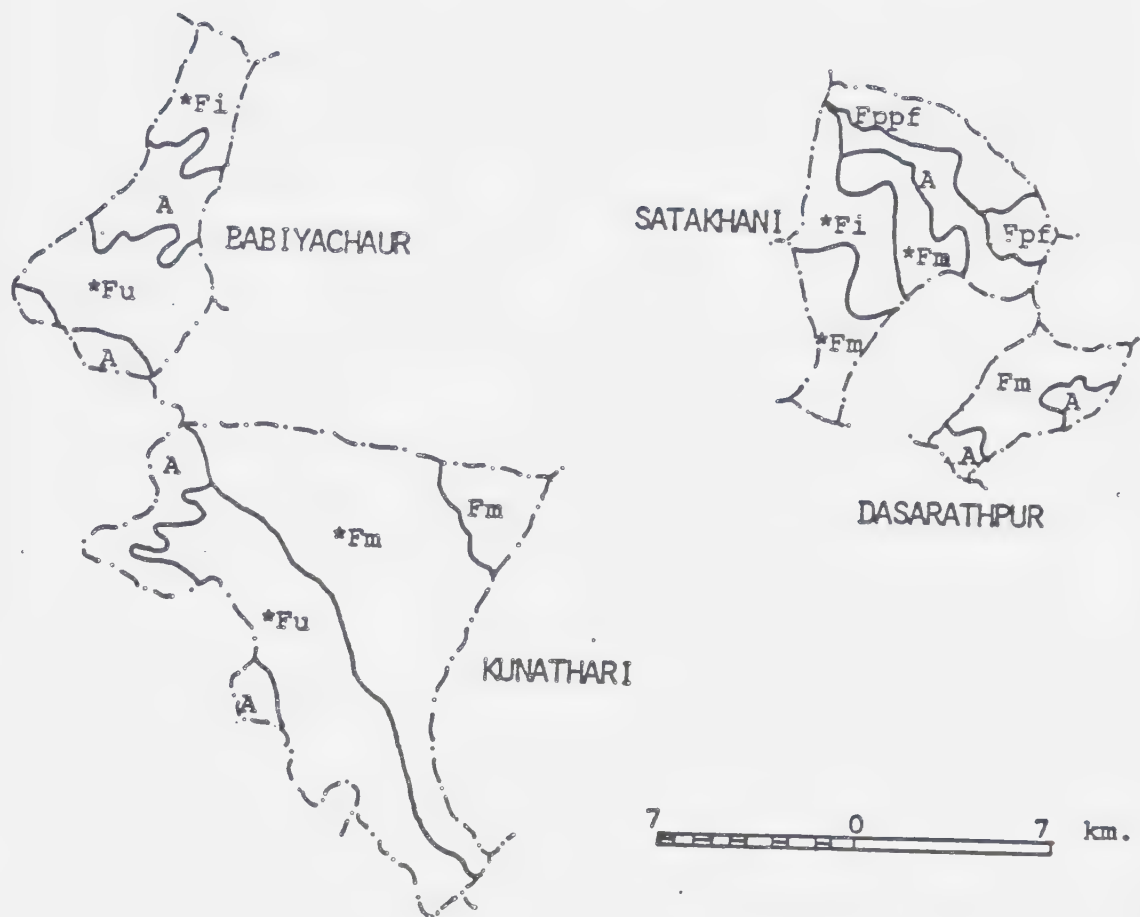 *Fi
A
BABIYACHAUR
*Fu
A
Fppf
A
SATAKHANI
*Fi
*Fm
Fpf
*Fm
Fm
A
A
DASARATHPUR
A
Fm
*Fm
*Fu
KUNATHARI
A
7 0 7 km.